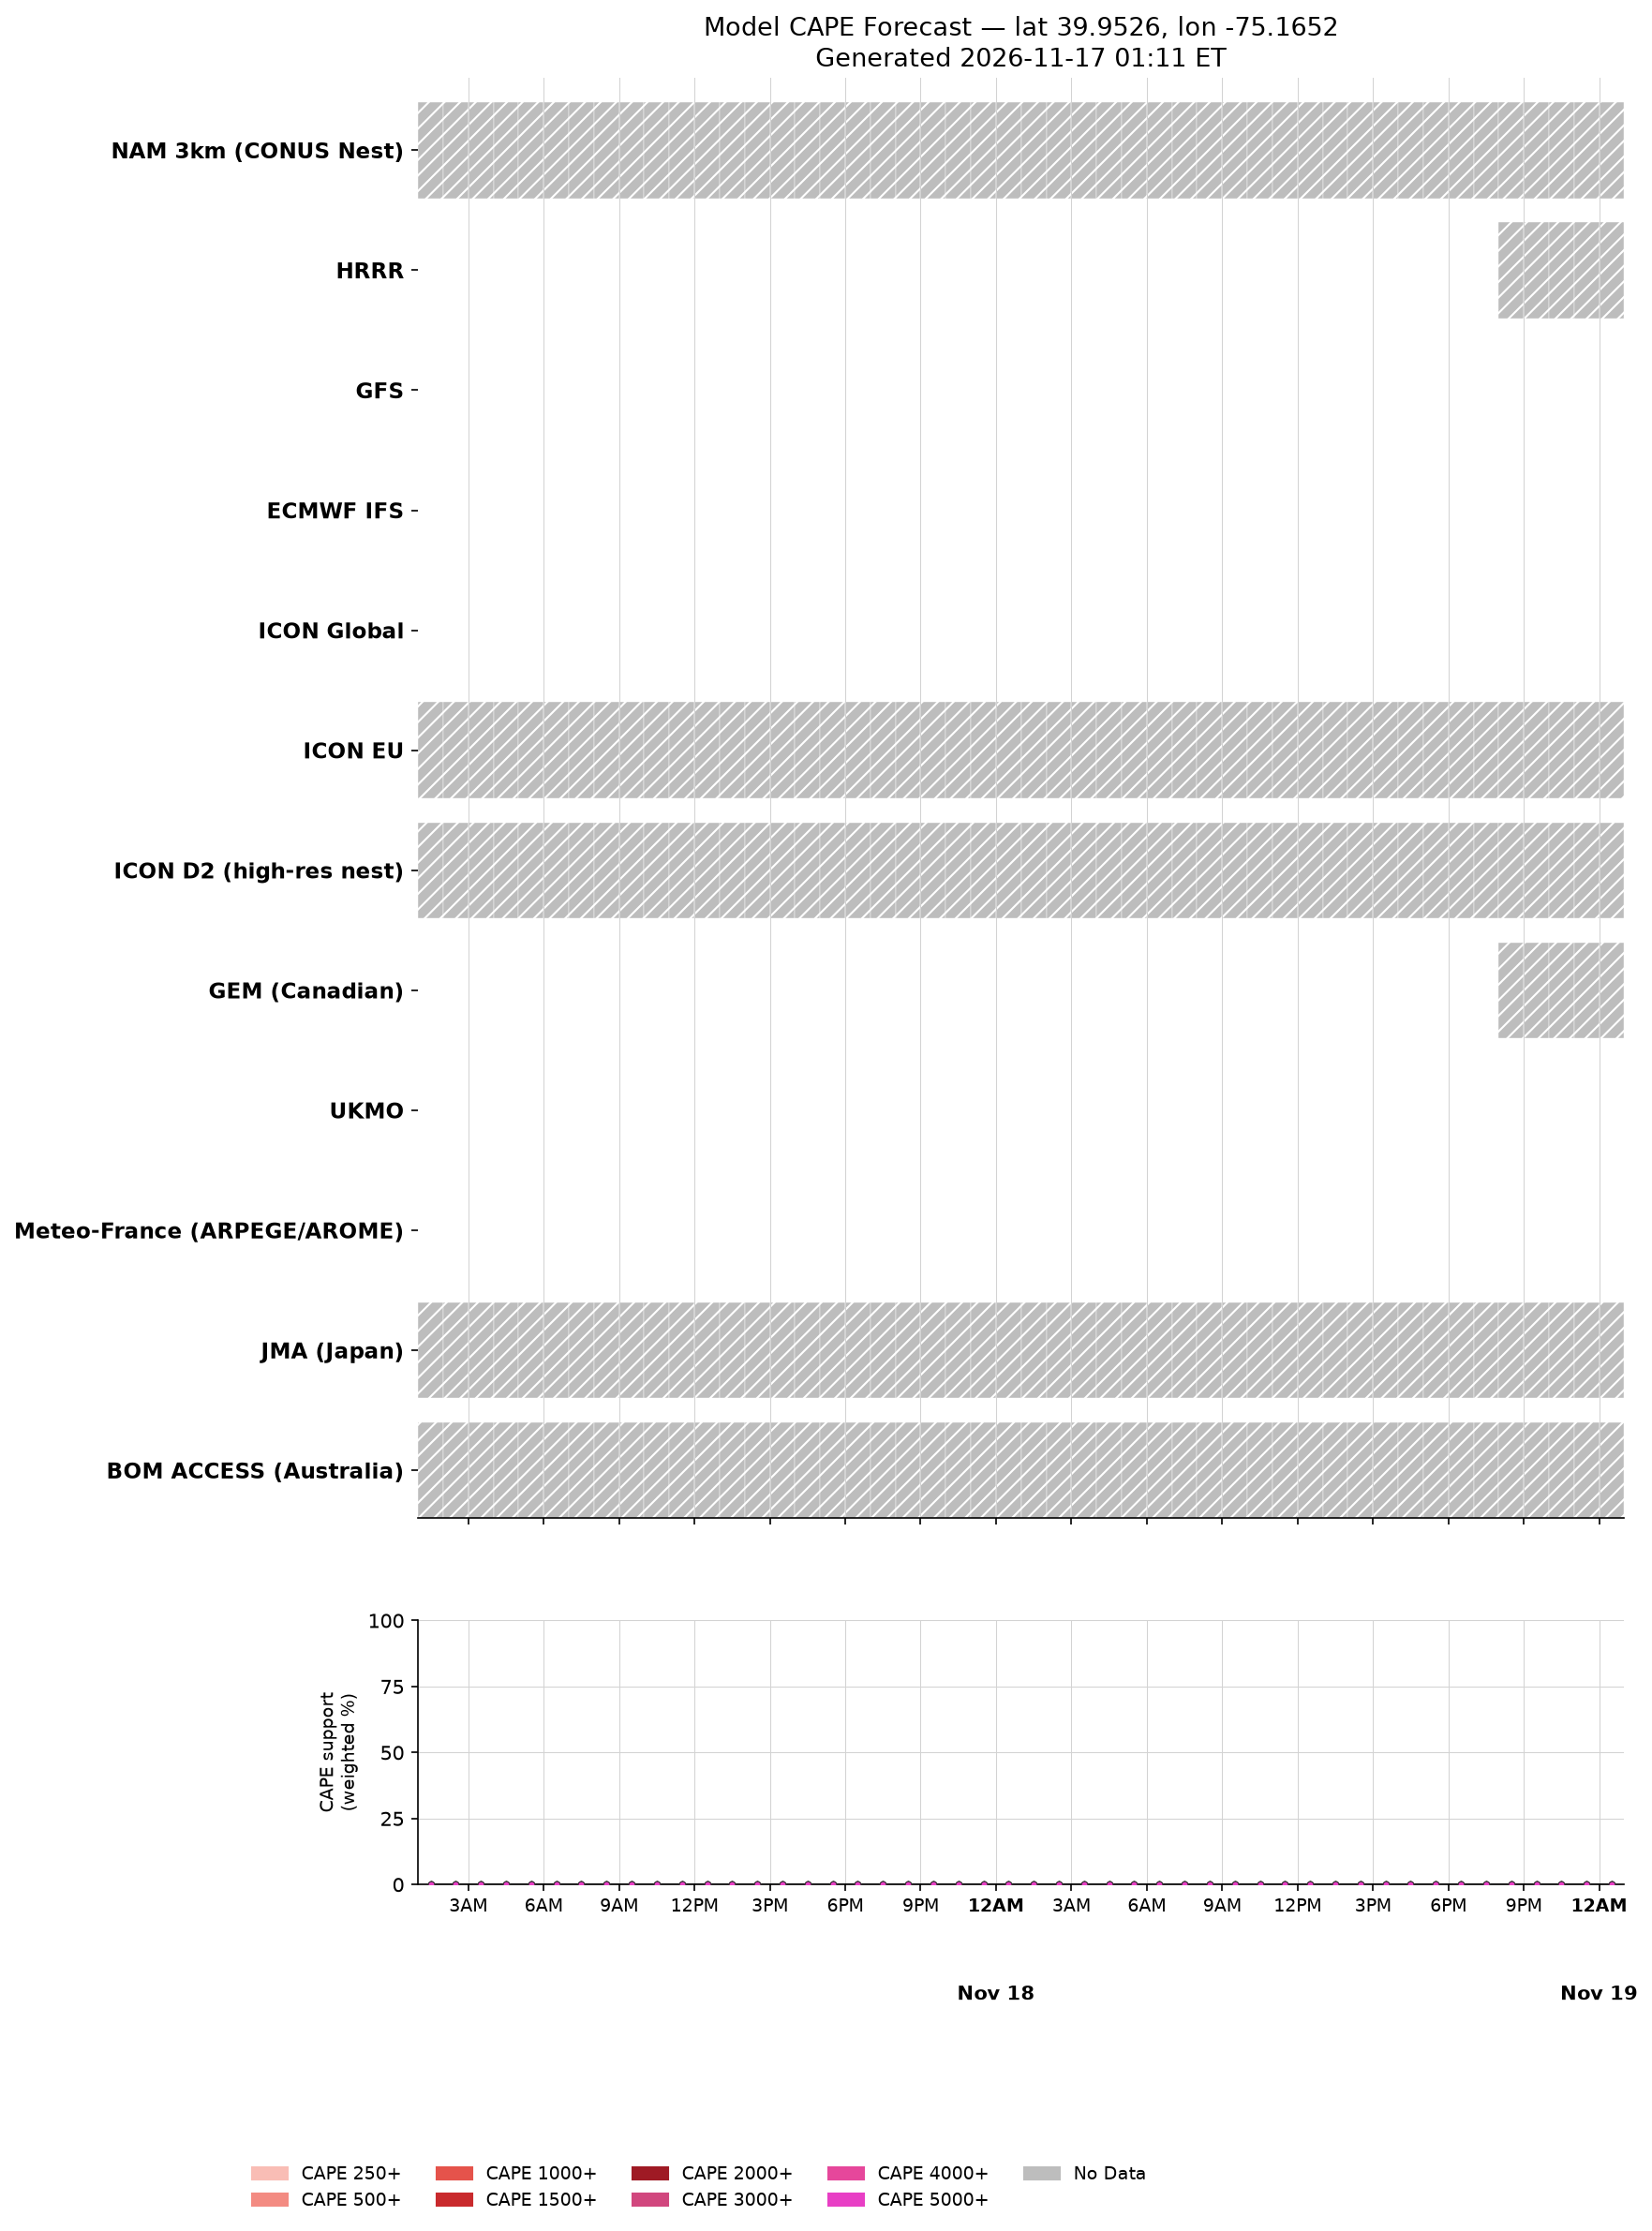 Model CAPE Forecast — lat 39.9526, lon -75.1652
Generated 2026-11-17 01:11 ET
NAM 3km (CONUS Nest)
HRRR
GFS
ECMWF IFS
ICON Global
ICON EU
ICON D2 (high-res nest)
GEM (Canadian)
UKMO
Meteo-France (ARPEGE/AROME)
JMA (Japan)
BOM ACCESS (Australia)
CAPE support
(weighted %)
100
75
50
25
0
3AM 6AM 9AM 12PM 3PM 6PM 9PM 12AM 3AM 6AM 9AM 12PM 3PM 6PM 9PM 12AM
Nov 18 Nov 19
CAPE 250+ CAPE 1000+ CAPE 2000+ CAPE 4000+ No Data
CAPE 500+ CAPE 1500+ CAPE 3000+ CAPE 5000+